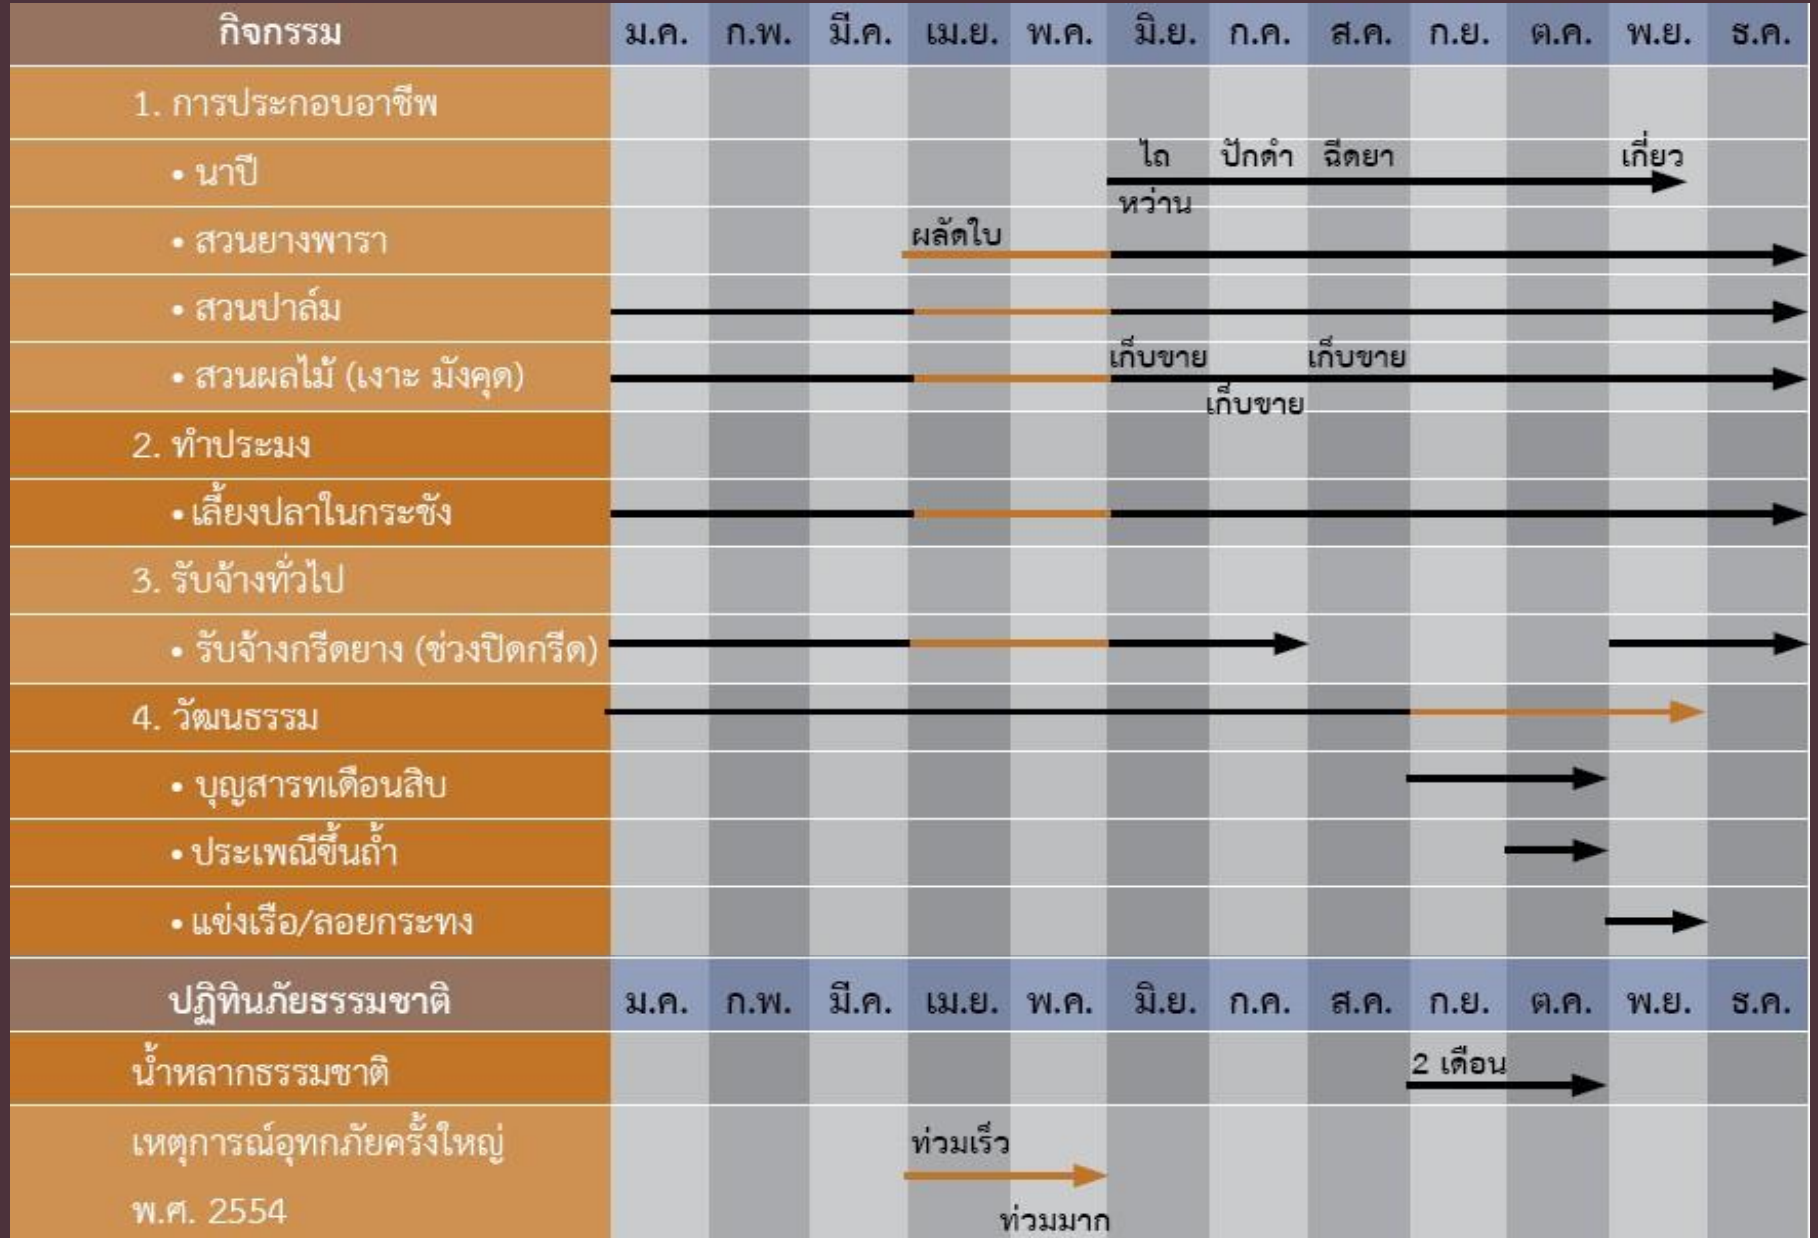 กิจกรรม ม.ค. ก.พ. มี.ค. เม.ย. พ.ค. มิ.ย. ก.ค. ส.ค. ก.ย. ต.ค. พ.ย. ธ.ค.
1. การประกอบอาชีพ
• นาปี ไถ ปักดำ ฉีดยา เกี่ยว
หว่าน
• สวนยางพารา ผลัดใบ
• สวนปาล์ม
• สวนผลไม้ (เงาะ มังคุด) เก็บขาย เก็บขาย
เก็บขาย
2. ทำประมง
• เลี้ยงปลาในกระชัง
3. รับจ้างทั่วไป
• รับจ้างกรีดยาง (ช่วงปิดกรีด)
4. วัฒนธรรม
• บุญสารทเดือนสิบ
• ประเพณีขึ้นถ้ำ
• แข่งเรือ/ลอยกระทง
ปฏิทินภัยธรรมชาติ ม.ค. ก.พ. มี.ค. เม.ย. พ.ค. มิ.ย. ก.ค. ส.ค. ก.ย. ต.ค. พ.ย. ธ.ค.
น้ำหลากธรรมชาติ 2 เดือน
เหตุการณ์อุทกภัยครั้งใหญ่ ท่วมเร็ว
พ.ศ. 2554 ท่วมมาก